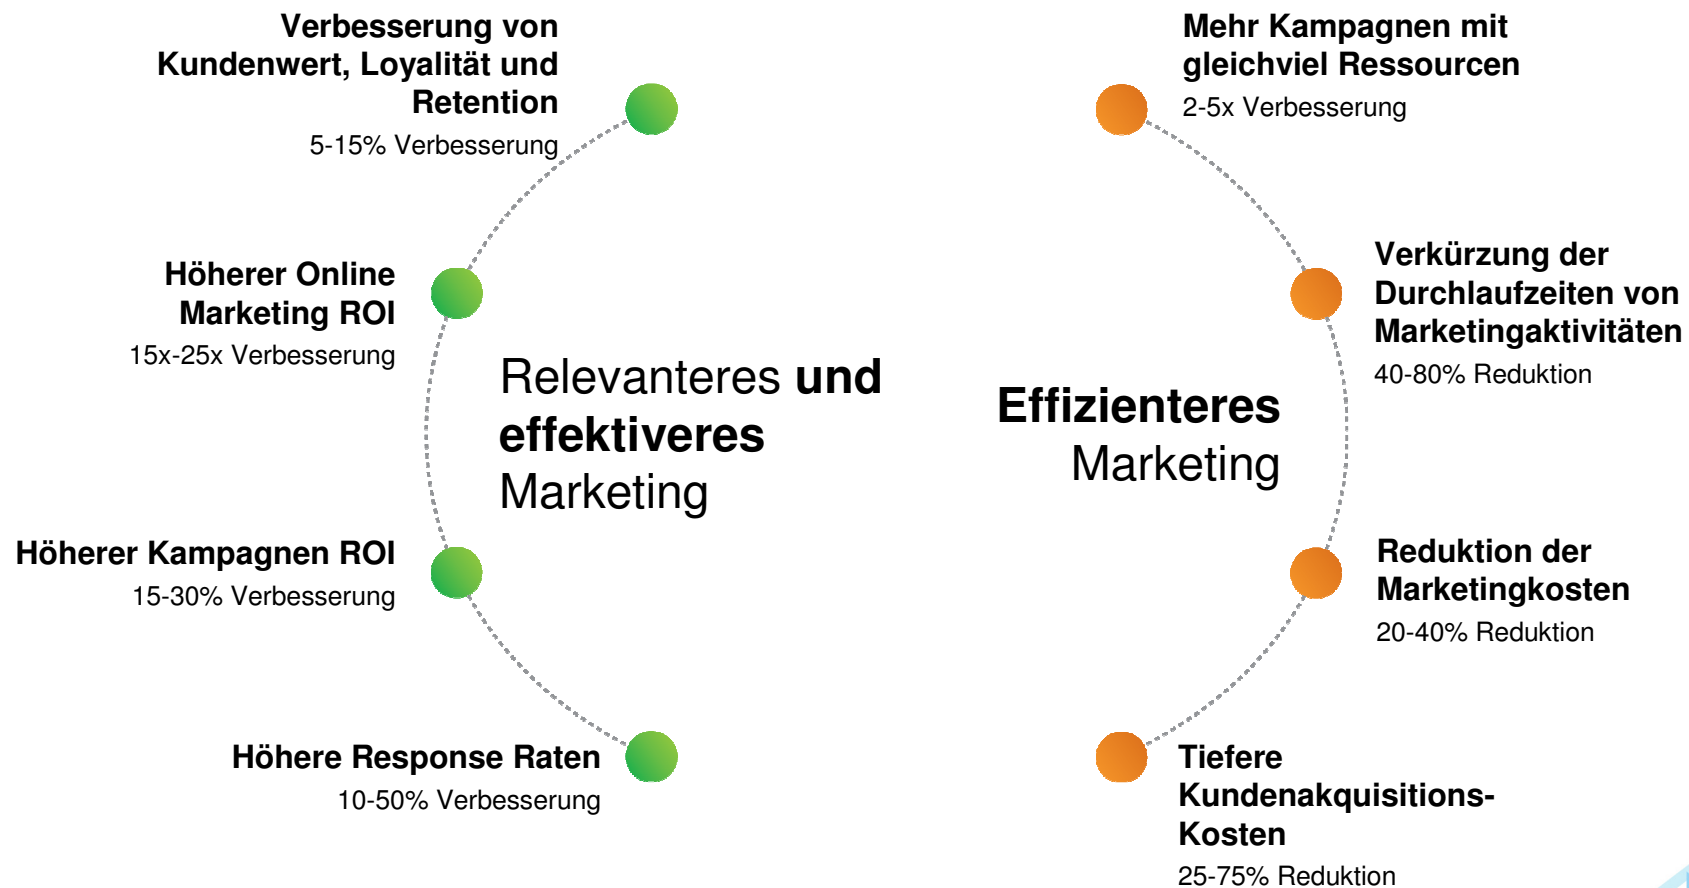 Verbesserung von
Kundenwert, Loyalität und
Retention
5-15% Verbesserung
Höherer Online
Marketing ROI
15x-25x Verbesserung
Relevanteres und
effektiveres
Marketing
Höherer Kampagnen ROI
15-30% Verbesserung
Höhere Response Raten
10-50% Verbesserung
Mehr Kampagnen mit
gleichviel Ressourcen
2-5x Verbesserung
Verkürzung der
Durchlaufzeiten von
Marketingaktivitäten
40-80% Reduktion
Effizienteres
Marketing
Reduktion der
Marketingkosten
20-40% Reduktion
Tiefere
Kundenakquisitions-
Kosten
25-75% Reduktion